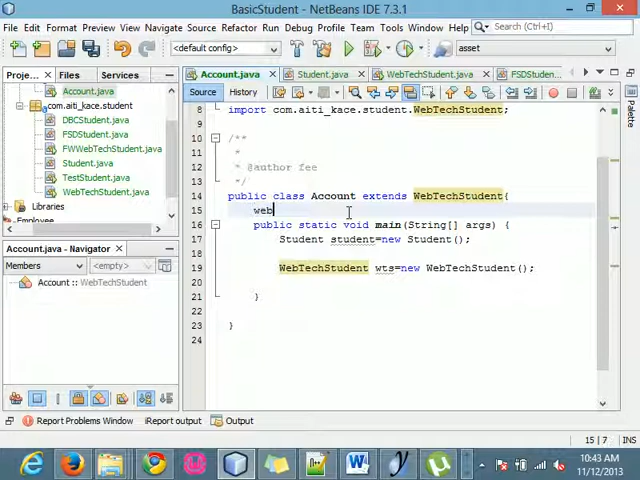 BasicStudent - NetBeans IDE 7.3.1
File Edit Format View Navigate Source Refactor Run Debug Profile Team Tools Window Help Search (Ctrl+I)
<default config> asset
Proje... Files Services
Account.java Student.java WebTechStudent.java FSDStuden...
Account.java
com.aiti_kace.student
DBCStudent.java
FSDStudent.java
FWWebTechStudent.java
Student.java
TestStudent.java
WebTechStudent.java
Libraries
Employee
Source History
Palette
8 import com.aiti_kace.student.WebTechStudent;
9
10 /**
11 *
12 * @author fee
13 */
14 public class Account extends WebTechStudent{
15 web
16 public static void main(String[] args) {
17 Student student=new Student();
18
19 WebTechStudent wts=new WebTechStudent();
20
21 }
22
23 }
24
Account.java - Navigator
Members <empty>
Account :: WebTechStudent
Report Problems Window Report output Output
15 | 7 INS
10:43 AM
11/12/2013